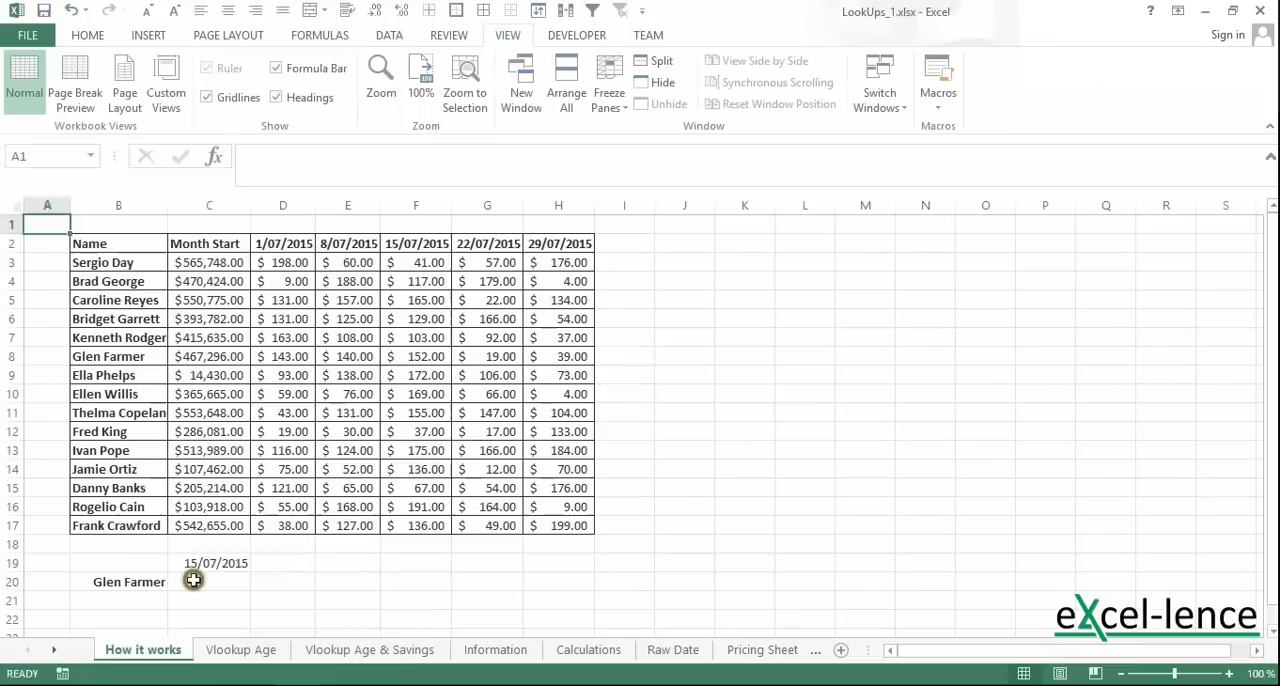 LookUps_1.xlsx - Excel
?
FILE HOME INSERT PAGE LAYOUT FORMULAS DATA REVIEW VIEW DEVELOPER TEAM Sign in
Normal Page Break Preview Page Layout Custom Views
Workbook Views
Ruler Formula Bar
Gridlines Headings
Show
Zoom 100% Zoom to Selection
Zoom
New Window Arrange All Freeze Panes
Split
Hide
Unhide
View Side by Side
Synchronous Scrolling
Reset Window Position
Switch Windows
Window
Macros
Macros
A1 fx
A B C D E F G H I J K L M N O P Q R S
1
2 Name Month Start 1/07/2015 8/07/2015 15/07/2015 22/07/2015 29/07/2015
3 Sergio Day $565,748.00 $ 198.00 $ 60.00 $ 41.00 $ 57.00 $ 176.00
4 Brad George $470,424.00 $ 9.00 $ 188.00 $ 117.00 $ 179.00 $ 4.00
5 Caroline Reyes $550,775.00 $ 131.00 $ 157.00 $ 165.00 $ 22.00 $ 134.00
6 Bridget Garrett $393,782.00 $ 131.00 $ 125.00 $ 129.00 $ 166.00 $ 54.00
7 Kenneth Rodger $415,635.00 $ 163.00 $ 108.00 $ 103.00 $ 92.00 $ 37.00
8 Glen Farmer $467,296.00 $ 143.00 $ 140.00 $ 152.00 $ 19.00 $ 39.00
9 Ella Phelps $ 14,430.00 $ 93.00 $ 138.00 $ 172.00 $ 106.00 $ 73.00
10 Ellen Willis $365,665.00 $ 59.00 $ 76.00 $ 169.00 $ 66.00 $ 4.00
11 Thelma Copelan $553,648.00 $ 43.00 $ 131.00 $ 155.00 $ 147.00 $ 104.00
12 Fred King $286,081.00 $ 19.00 $ 30.00 $ 37.00 $ 17.00 $ 133.00
13 Ivan Pope $513,989.00 $ 116.00 $ 124.00 $ 175.00 $ 166.00 $ 184.00
14 Jamie Ortiz $107,462.00 $ 75.00 $ 52.00 $ 136.00 $ 12.00 $ 70.00
15 Danny Banks $205,214.00 $ 121.00 $ 65.00 $ 67.00 $ 54.00 $ 176.00
16 Rogelio Cain $103,918.00 $ 55.00 $ 168.00 $ 191.00 $ 164.00 $ 9.00
17 Frank Crawford $542,655.00 $ 38.00 $ 127.00 $ 136.00 $ 49.00 $ 199.00
18
19 15/07/2015
20 Glen Farmer
21
22
eXcel-lence
How it works Vlookup Age Vlookup Age & Savings Information Calculations Raw Date Pricing Sheet ...
READY 100 %